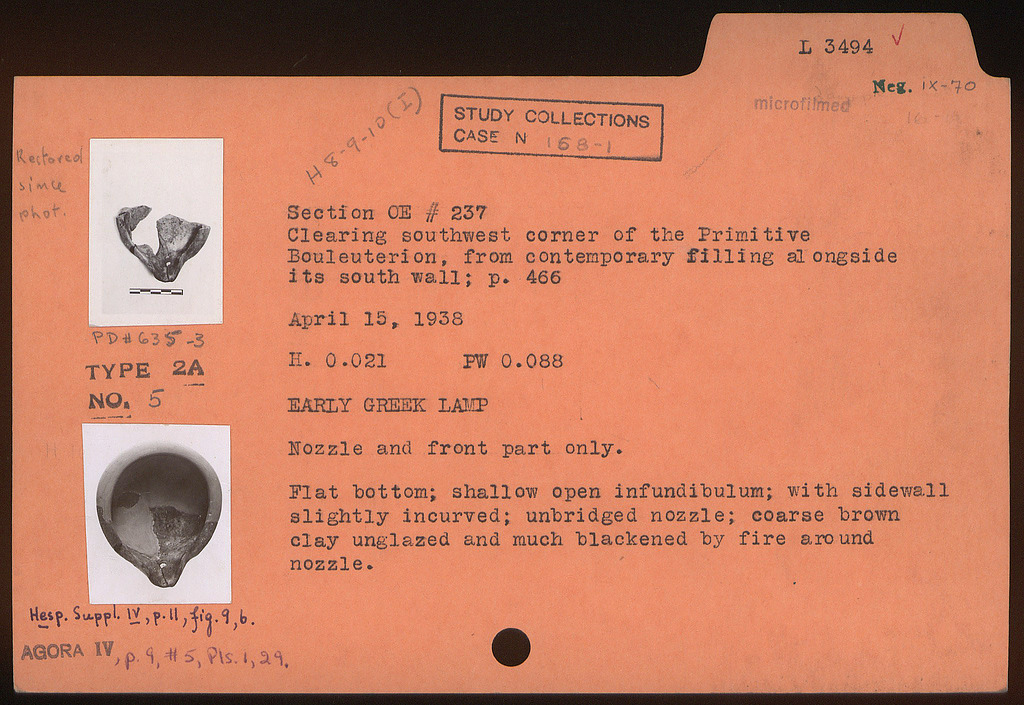 L 3494 ✓
Neg. IX-70
microfilmed
H 8-9-10 (I)
STUDY COLLECTIONS
CASE N 168-1
Restored
since
phot.
Section OE # 237
Clearing southwest corner of the Primitive
Bouleuterion, from contemporary filling alongside
its south wall; p. 466
April 15, 1938
H. 0.021 PW 0.088
EARLY GREEK LAMP
Nozzle and front part only.
Flat bottom; shallow open infundibulum; with sidewall
slightly incurved; unbridged nozzle; coarse brown
clay unglazed and much blackened by fire around
nozzle.
PD# 635-3
TYPE 2A
NO. 5
Hesp. Suppl. IV, p. 11, fig. 9, b.
AGORA IV, p. 9, #5, Pls. 1, 29.